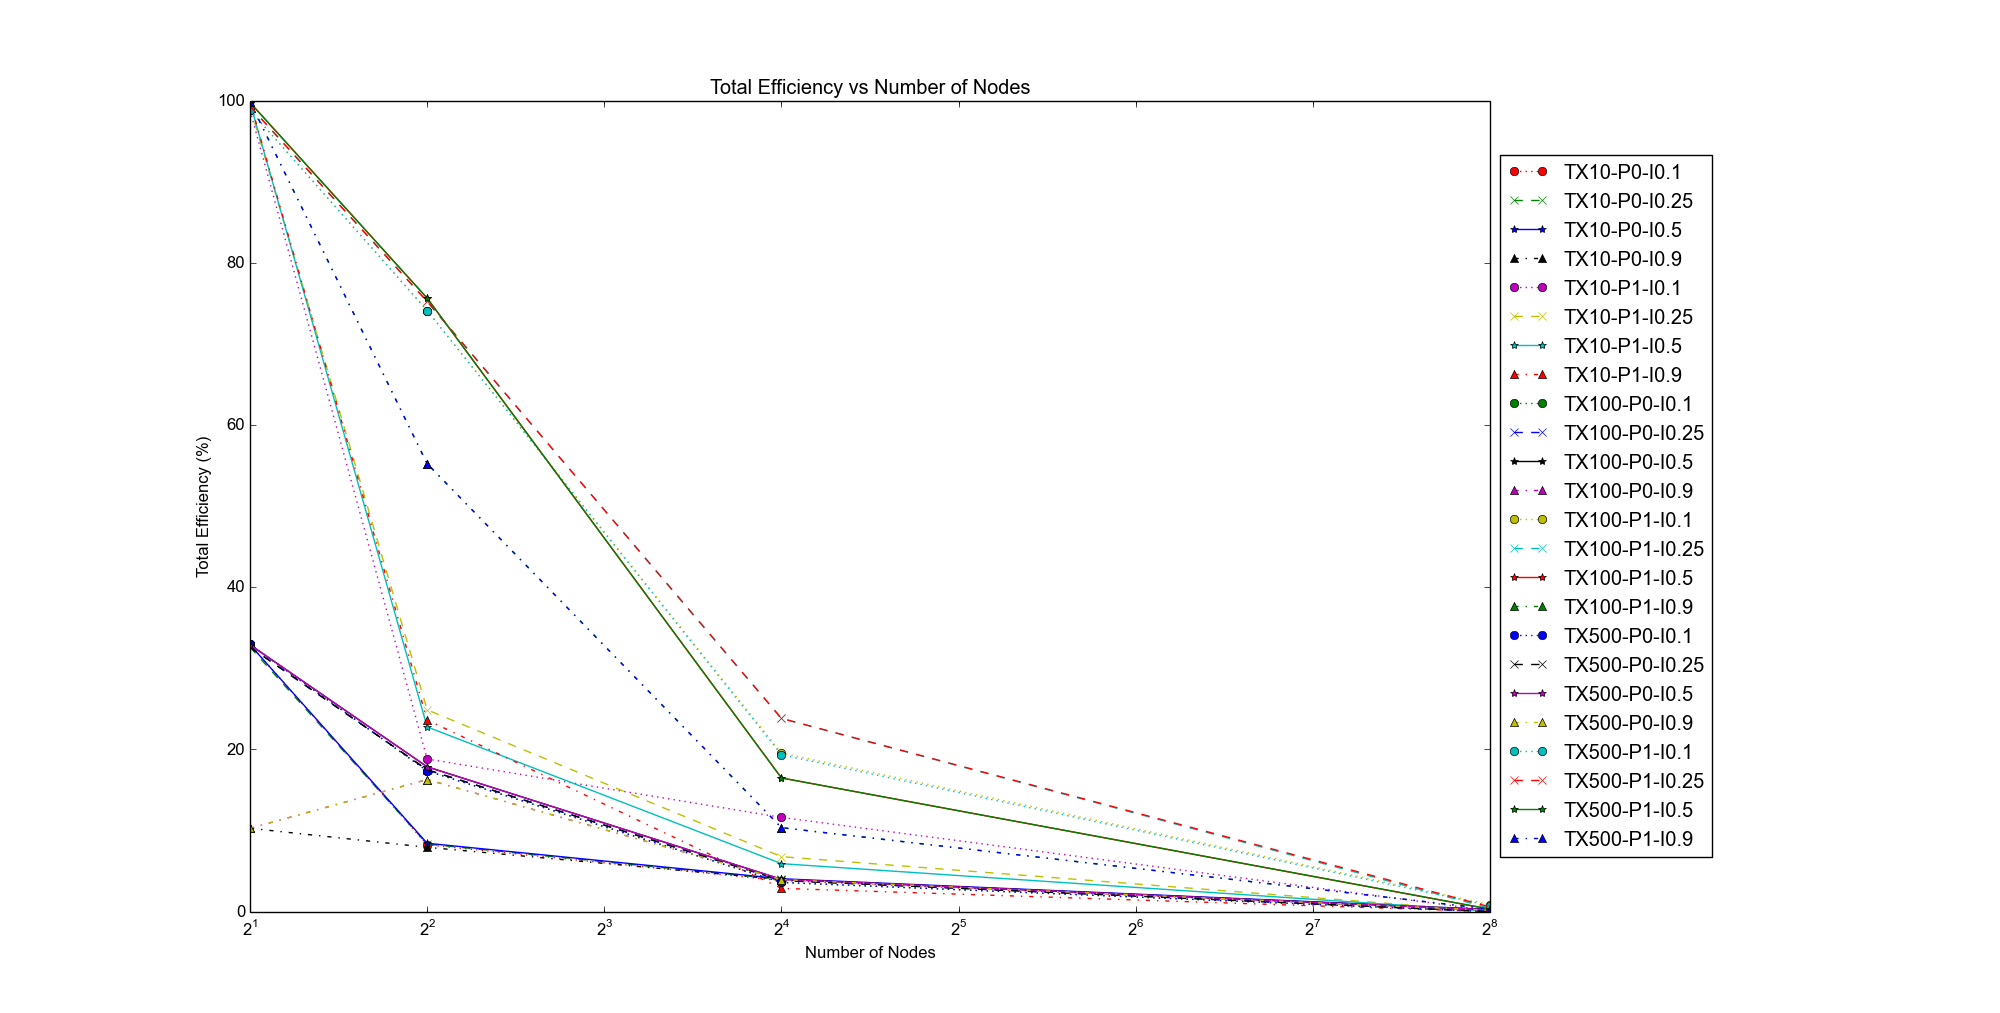 Total Efficiency vs Number of Nodes
100
80
60
40
20
0
Total Efficiency (%)
2^1 2^2 2^3 2^4 2^5 2^6 2^7 2^8
Number of Nodes
TX10-P0-I0.1
TX10-P0-I0.25
TX10-P0-I0.5
TX10-P0-I0.9
TX10-P1-I0.1
TX10-P1-I0.25
TX10-P1-I0.5
TX10-P1-I0.9
TX100-P0-I0.1
TX100-P0-I0.25
TX100-P0-I0.5
TX100-P0-I0.9
TX100-P1-I0.1
TX100-P1-I0.25
TX100-P1-I0.5
TX100-P1-I0.9
TX500-P0-I0.1
TX500-P0-I0.25
TX500-P0-I0.5
TX500-P0-I0.9
TX500-P1-I0.1
TX500-P1-I0.25
TX500-P1-I0.5
TX500-P1-I0.9